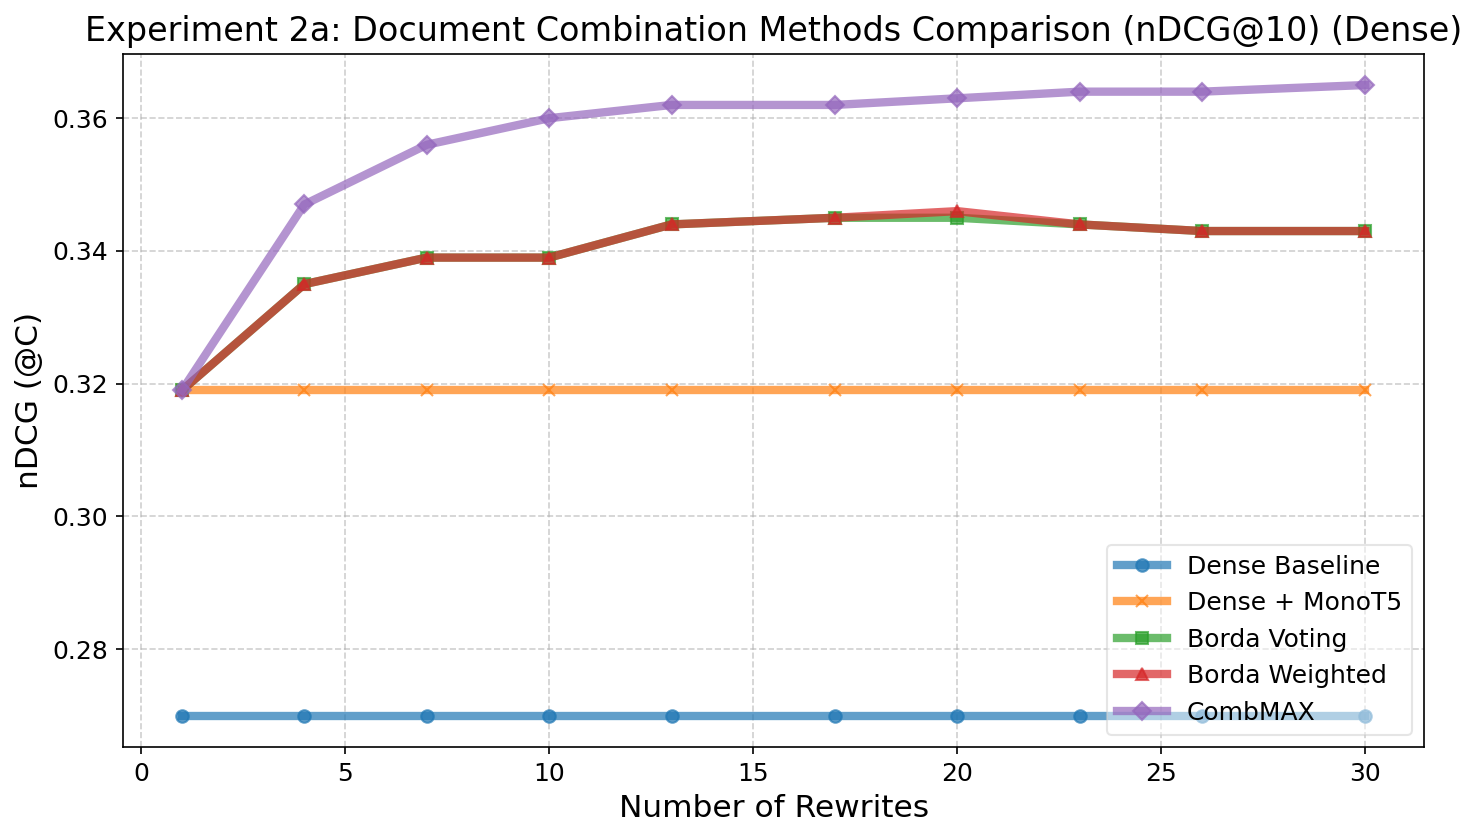 Experiment 2a: Document Combination Methods Comparison (nDCG@10) (Dense)
nDCG (@C)
0.36
0.34
0.32
0.30
0.28
0
5
10
15
20
25
30
Number of Rewrites
Dense Baseline
Dense + MonoT5
Borda Voting
Borda Weighted
CombMAX